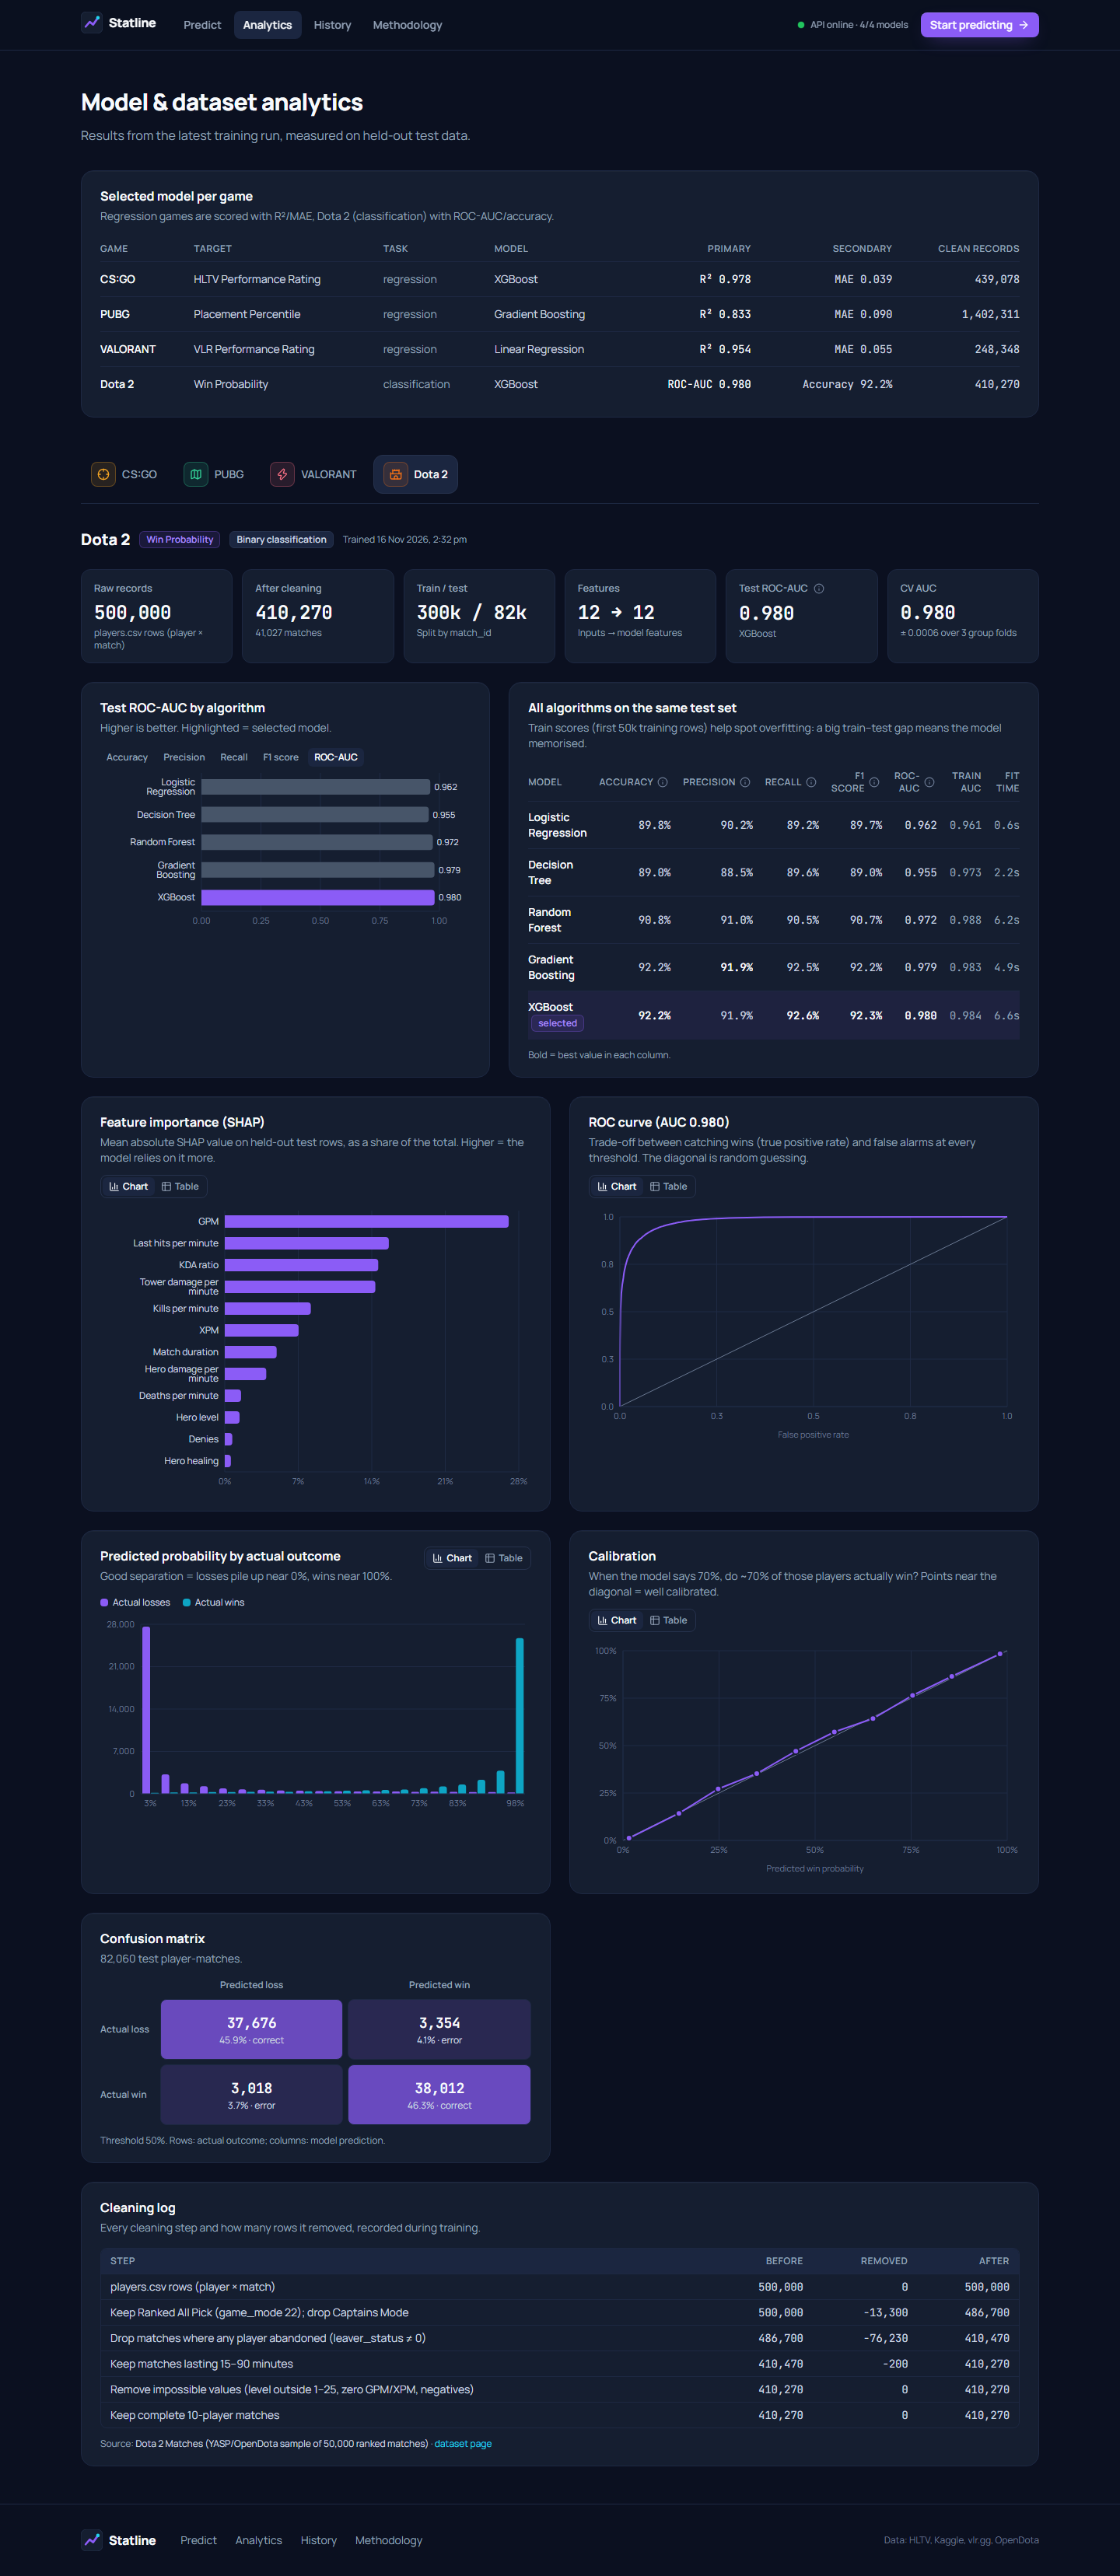 Statline Predict Analytics History Methodology API online · 4/4 models Start predicting →
Model & dataset analytics
Results from the latest training run, measured on held-out test data.
Selected model per game
Regression games are scored with R²/MAE, Dota 2 (classification) with ROC-AUC/accuracy.
GAME TARGET TASK MODEL PRIMARY SECONDARY CLEAN RECORDS
CS:GO HLTV Performance Rating regression XGBoost R² 0.978 MAE 0.039 439,078
PUBG Placement Percentile regression Gradient Boosting R² 0.833 MAE 0.090 1,402,311
VALORANT VLR Performance Rating regression Linear Regression R² 0.954 MAE 0.055 248,348
Dota 2 Win Probability classification XGBoost ROC-AUC 0.980 Accuracy 92.2% 410,270
CS:GO PUBG VALORANT Dota 2
Dota 2 Win Probability Binary classification Trained 16 Nov 2026, 2:32 pm
Raw records
500,000
players.csv rows (player ×
match)
After cleaning
410,270
41,027 matches
Train / test
300k / 82k
Split by match_id
Features
12 → 12
Inputs → model features
Test ROC-AUC
0.980
XGBoost
CV AUC
0.980
± 0.0006 over 3 group folds
Test ROC-AUC by algorithm
Higher is better. Highlighted = selected model.
Accuracy Precision Recall F1 score ROC-AUC
Logistic
Regression 0.962
Decision Tree 0.955
Random Forest 0.972
Gradient
Boosting 0.979
XGBoost 0.980
0.00 0.25 0.50 0.75 1.00
All algorithms on the same test set
Train scores (first 50k training rows) help spot overfitting: a big train–test gap means the model
memorised.
MODEL ACCURACY PRECISION RECALL F1 SCORE ROC-AUC TRAIN AUC FIT TIME
Logistic
Regression 89.8% 90.2% 89.2% 89.7% 0.962 0.961 0.6s
Decision
Tree 89.0% 88.5% 89.6% 89.0% 0.955 0.973 2.2s
Random
Forest 90.8% 91.0% 90.5% 90.7% 0.972 0.988 6.2s
Gradient
Boosting 92.2% 91.9% 92.5% 92.2% 0.979 0.983 4.9s
XGBoost
selected 92.2% 91.9% 92.6% 92.3% 0.980 0.984 6.6s
Bold = best value in each column.
Feature importance (SHAP)
Mean absolute SHAP value on held-out test rows, as a share of the total. Higher = the
model relies on it more.
Chart Table
GPM
Last hits per minute
KDA ratio
Tower damage per
minute
Kills per minute
XPM
Match duration
Hero damage per
minute
Deaths per minute
Hero level
Denies
Hero healing
0% 7% 14% 21% 28%
ROC curve (AUC 0.980)
Trade-off between catching wins (true positive rate) and false alarms at every
threshold. The diagonal is random guessing.
Chart Table
1.0
0.8
0.5
0.3
0.0
0.0 0.3 0.5 0.8 1.0
False positive rate
Predicted probability by actual outcome
Chart Table
Good separation = losses pile up near 0%, wins near 100%.
Actual losses Actual wins
28,000
21,000
14,000
7,000
0
3% 13% 23% 33% 43% 53% 63% 73% 83% 98%
Calibration
When the model says 70%, do ~70% of those players actually win? Points near the
diagonal = well calibrated.
Chart Table
100%
75%
50%
25%
0%
0% 25% 50% 75% 100%
Predicted win probability
Confusion matrix
82,060 test player-matches.
Predicted loss Predicted win
Actual loss
37,676 3,354
45.9% · correct 4.1% · error
Actual win
3,018 38,012
3.7% · error 46.3% · correct
Threshold 50%. Rows: actual outcome; columns: model prediction.
Cleaning log
Every cleaning step and how many rows it removed, recorded during training.
STEP BEFORE REMOVED AFTER
players.csv rows (player × match) 500,000 0 500,000
Keep Ranked All Pick (game_mode 22); drop Captains Mode 500,000 -13,300 486,700
Drop matches where any player abandoned (leaver_status ≠ 0) 486,700 -76,230 410,470
Keep matches lasting 15–90 minutes 410,470 -200 410,270
Remove impossible values (level outside 1–25, zero GPM/XPM, negatives) 410,270 0 410,270
Keep complete 10-player matches 410,270 0 410,270
Source: Dota 2 Matches (YASP/OpenDota sample of 50,000 ranked matches) · dataset page
Statline Predict Analytics History Methodology Data: HLTV, Kaggle, vlr.gg, OpenDota